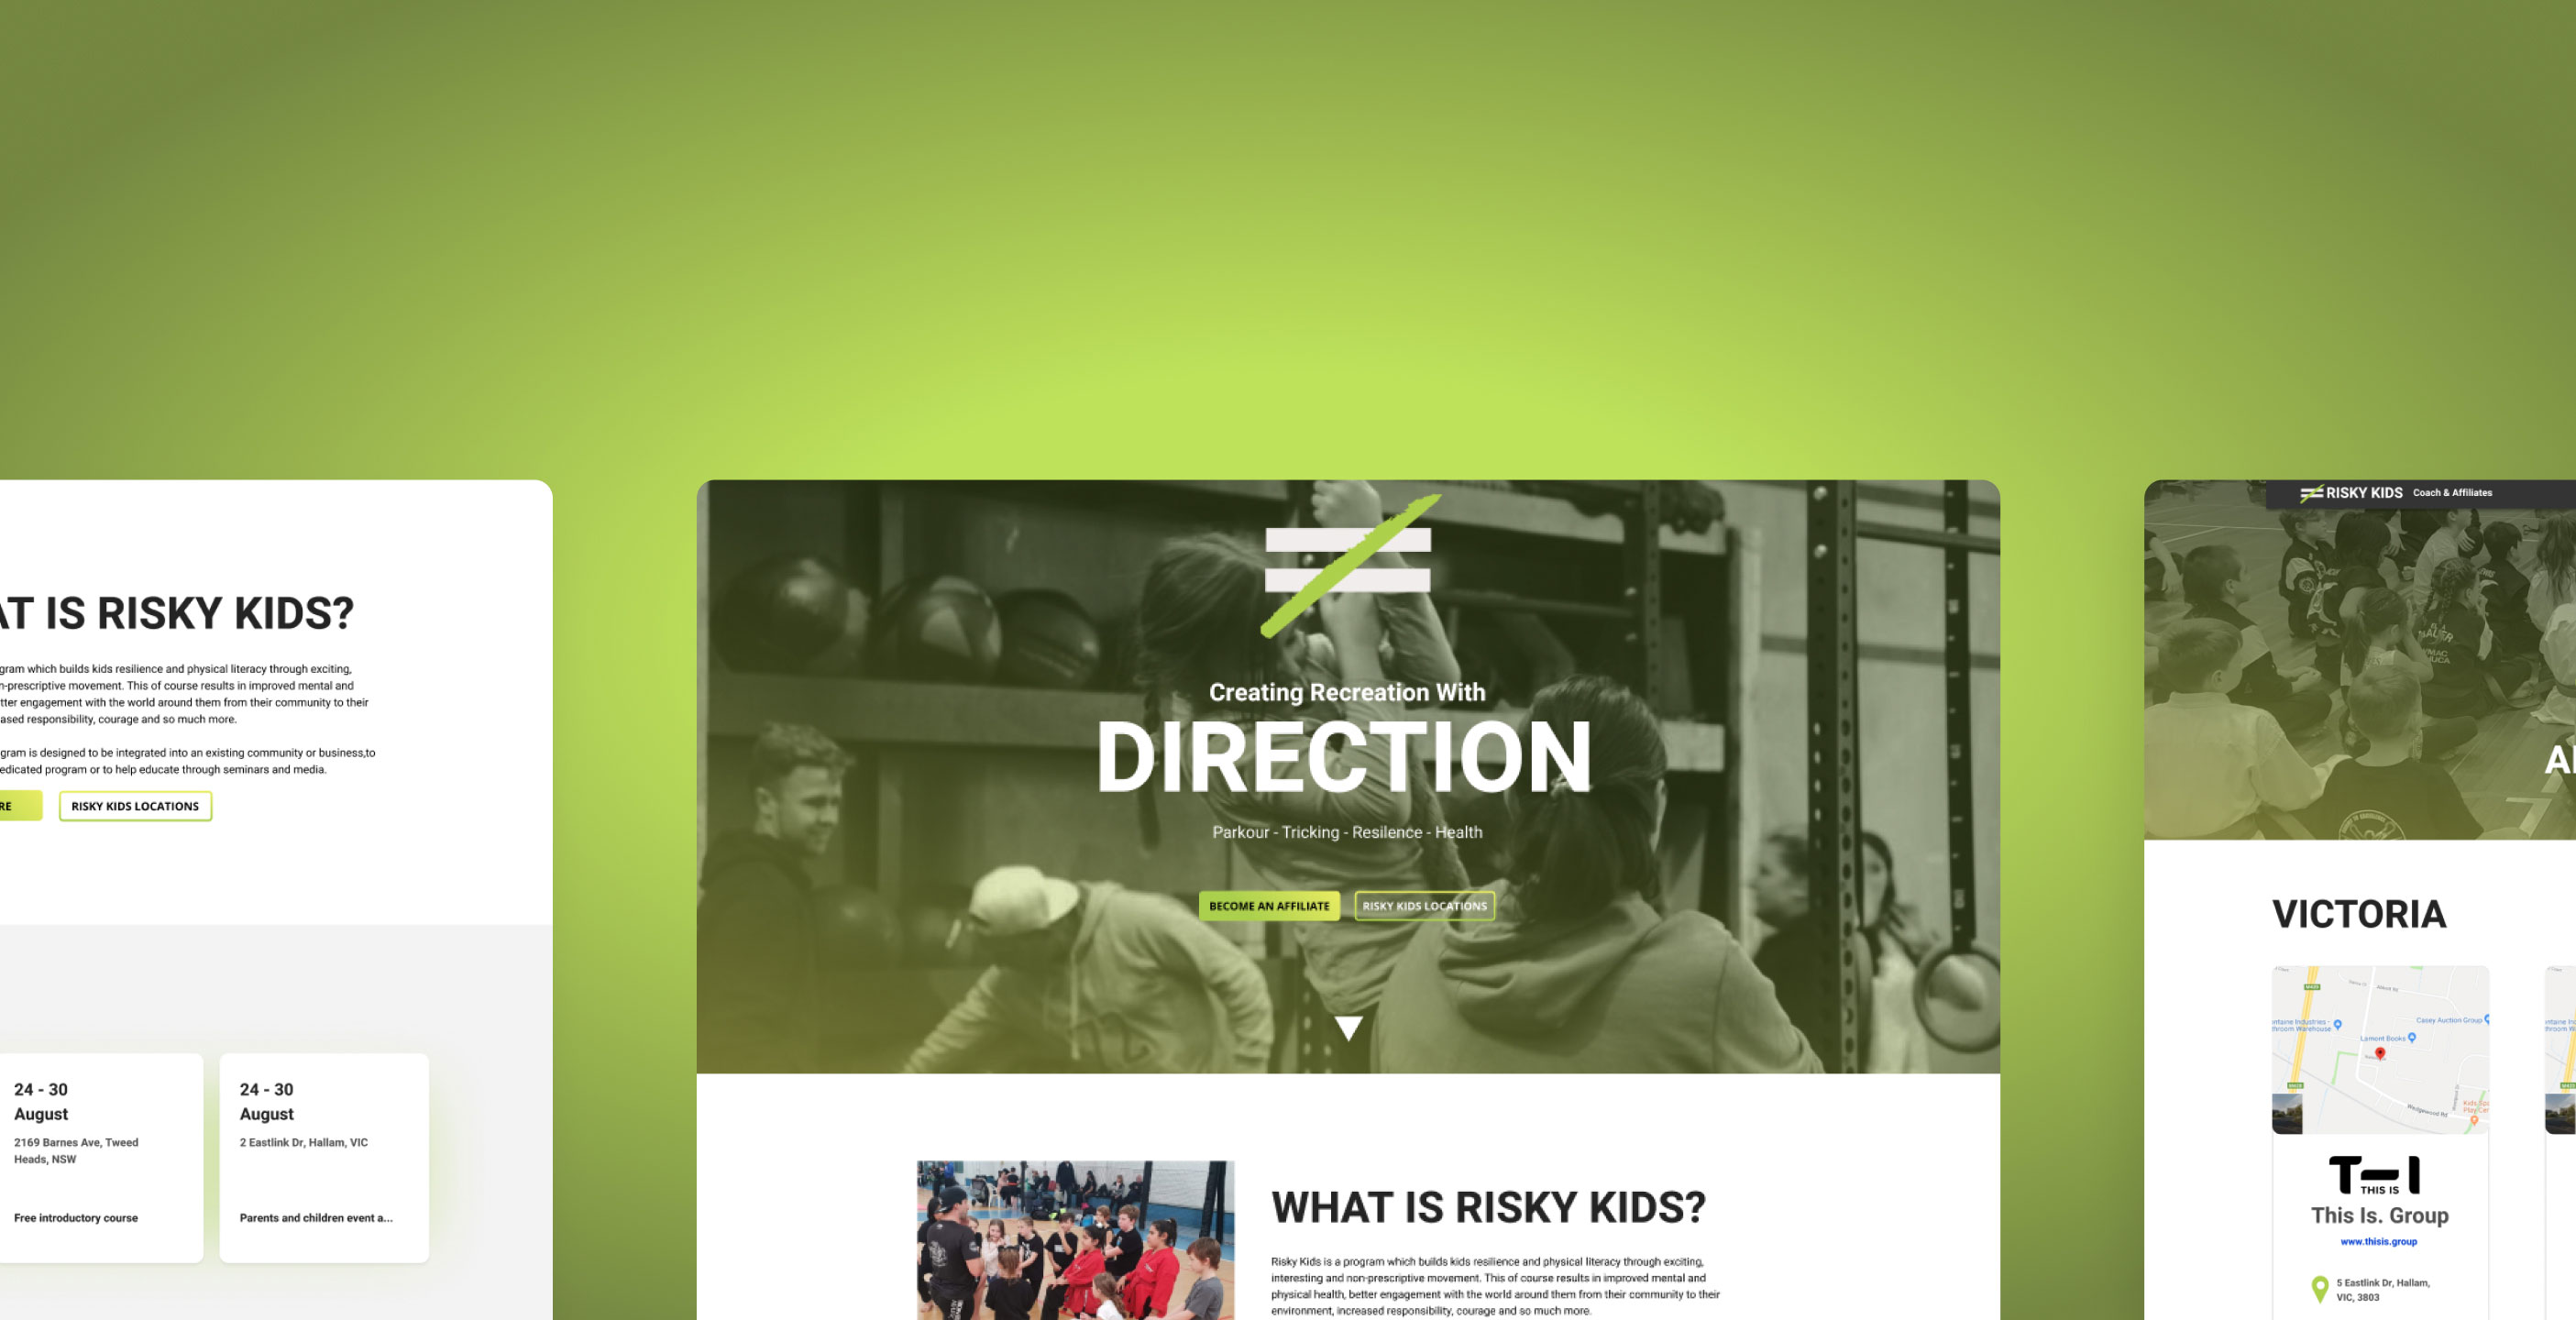 AT IS RISKY KIDS?
gram which builds kids resilience and physical literacy through exciting,
n-prescriptive movement. This of course results in improved mental and
tter engagement with the world around them from their community to their
ased responsibility, courage and so much more.
gram is designed to be integrated into an existing community or business,to
edicated program or to help educate through seminars and media.
RE
RISKY KIDS LOCATIONS
24 - 30
August
2169 Barnes Ave, Tweed
Heads, NSW
Free introductory course
24 - 30
August
2 Eastlink Dr, Hallam, VIC
Parents and children event a...
Creating Recreation With
DIRECTION
Parkour - Tricking - Resilence - Health
BECOME AN AFFILIATE
RISKY KIDS LOCATIONS
WHAT IS RISKY KIDS?
Risky Kids is a program which builds kids resilience and physical literacy through exciting,
interesting and non-prescriptive movement. This of course results in improved mental and
physical health, better engagement with the world around them from their community to their
environment, increased responsibility, courage and so much more.
RISKY KIDS
Coach & Affiliates
VICTORIA
Casey Auction Group
Lamont Books
Wedgewood Rd
T-I
THIS IS
This Is. Group
www.thisis.group
5 Eastlink Dr, Hallam,
VIC, 3803